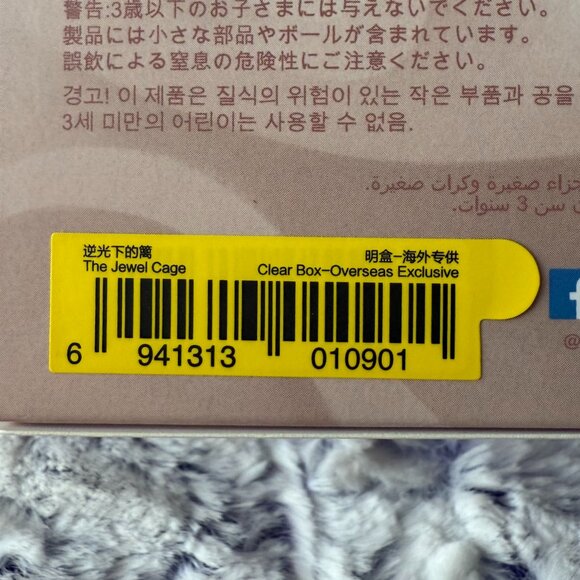 警告:3歳以下のお子さまには与えないでください。
製品には小さな部品やボールが含まれています。
誤飲による窒息の危険性にご注意ください。
경고! 이 제품은 질식의 위험이 있는 작은 부품과 공을
3세 미만의 어린이는 사용할 수 없음.
صغيرة وكرات صغيرة.
سن 3 سنوات.
逆光下的篱 明盒-海外专供
The Jewel Cage Clear Box-Overseas Exclusive
6 941313 010901
f
@